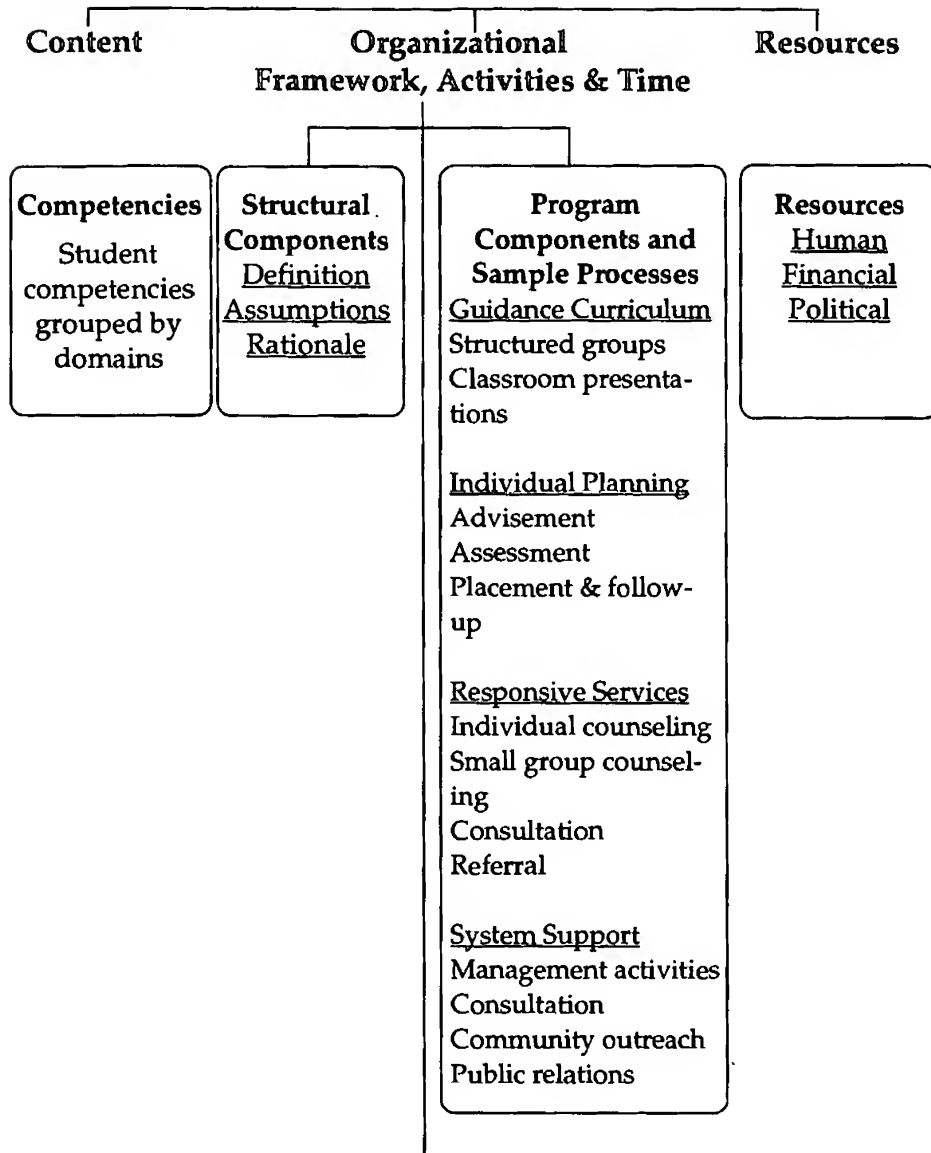 Content
Organizational
Framework, Activities & Time
Resources
Competencies
Student
competencies
grouped by
domains
Structural
Components
Definition
Assumptions
Rationale
Program
Components and
Sample Processes
Guidance Curriculum
Structured groups
Classroom presenta-
tions
Individual Planning
Advisement
Assessment
Placement & follow-
up
Responsive Services
Individual counseling
Small group counsel-
ing
Consultation
Referral
System Support
Management activities
Consultation
Community outreach
Public relations
Resources
Human
Financial
Political